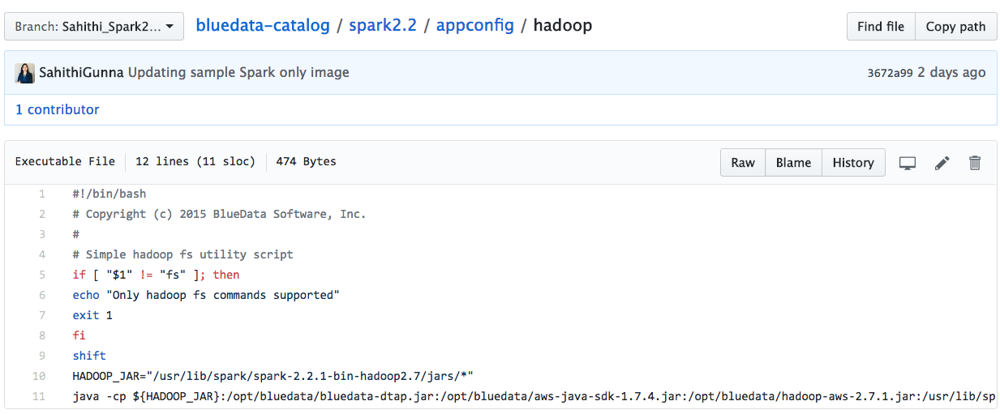 Branch: Sahithi_Spark2... bluedata-catalog / spark2.2 / appconfig / hadoop Find file Copy path
SahithiGunna Updating sample Spark only image 3672a99 2 days ago
1 contributor
Executable File 12 lines (11 sloc) 474 Bytes Raw Blame History
1 #!/bin/bash
2 # Copyright (c) 2015 BlueData Software, Inc.
3 #
4 # Simple hadoop fs utility script
5 if [ "$1" != "fs" ]; then
6 echo "Only hadoop fs commands supported"
7 exit 1
8 fi
9 shift
10 HADOOP_JAR="/usr/lib/spark/spark-2.2.1-bin-hadoop2.7/jars/*"
11 java -cp ${HADOOP_JAR}:/opt/bluedata/bluedata-dtap.jar:/opt/bluedata/aws-java-sdk-1.7.4.jar:/opt/bluedata/hadoop-aws-2.7.1.jar:/usr/lib/sp